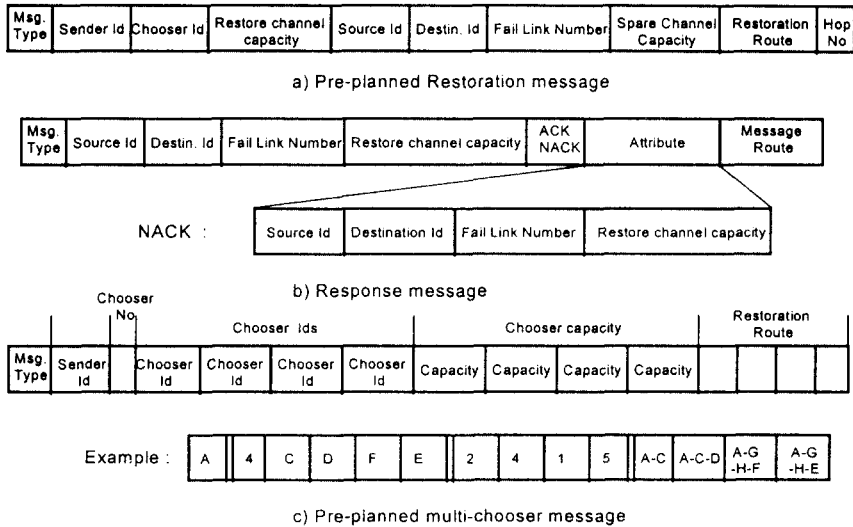 Msg. Type Sender Id Chooser Id Restore channel capacity Source Id Destin. Id Fail Link Number Spare Channel Capacity Restoration Route Hop No
a) Pre-planned Restoration message
Msg. Type Source Id Destin. Id Fail Link Number Restore channel capacity ACK NACK Attribute Message Route
NACK : Source Id Destination Id Fail Link Number Restore channel capacity
b) Response message
Chooser No Chooser Ids Chooser capacity Restoration Route
Msg. Type Sender Id Chooser Id Chooser Id Chooser Id Chooser Id Capacity Capacity Capacity Capacity
Example : A 4 C D F E 2 4 1 5 A-C A-C-D A-G -H-F A-G -H-E
c) Pre-planned multi-chooser message